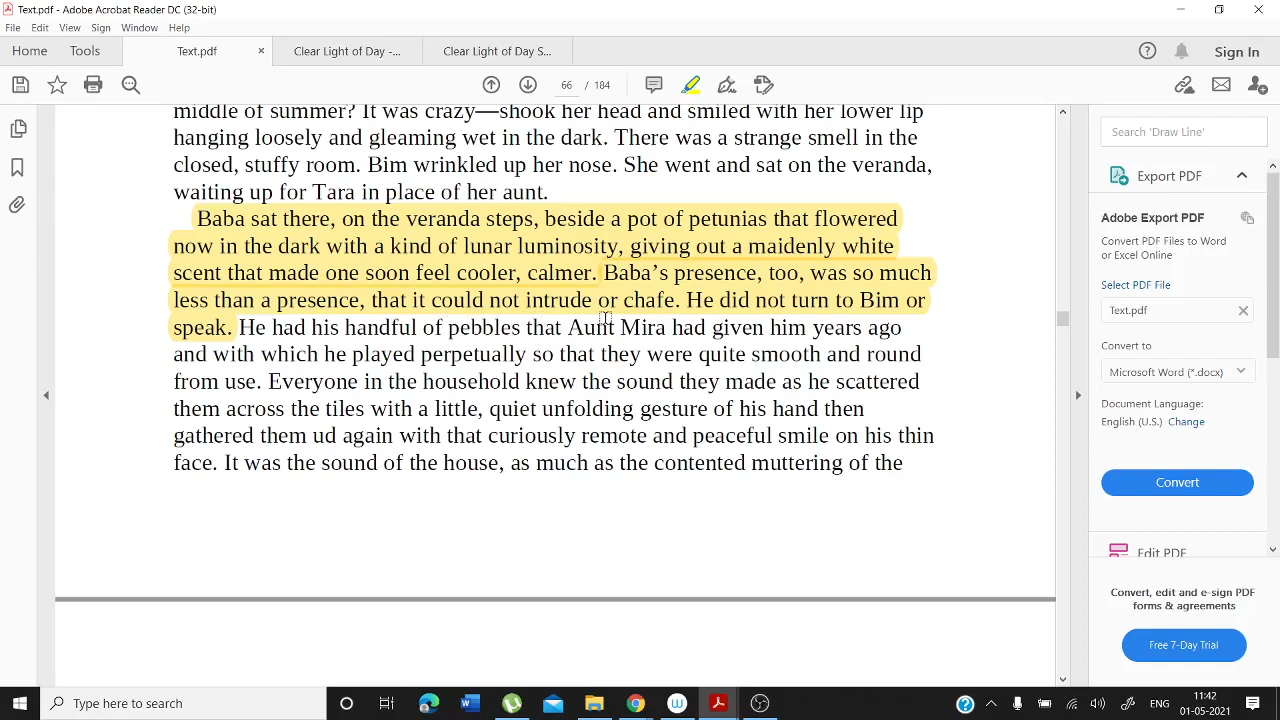 Text.pdf - Adobe Acrobat Reader DC (32-bit)
File Edit View Sign Window Help
Home Tools Text.pdf × Clear Light of Day -... Clear Light of Day S... Sign In
66 / 184
middle of summer? It was crazy—shook her head and smiled with her lower lip
hanging loosely and gleaming wet in the dark. There was a strange smell in the
closed, stuffy room. Bim wrinkled up her nose. She went and sat on the veranda,
waiting up for Tara in place of her aunt.
Baba sat there, on the veranda steps, beside a pot of petunias that flowered
now in the dark with a kind of lunar luminosity, giving out a maidenly white
scent that made one soon feel cooler, calmer. Baba’s presence, too, was so much
less than a presence, that it could not intrude or chafe. He did not turn to Bim or
speak. He had his handful of pebbles that Aunt Mira had given him years ago
and with which he played perpetually so that they were quite smooth and round
from use. Everyone in the household knew the sound they made as he scattered
them across the tiles with a little, quiet unfolding gesture of his hand then
gathered them ud again with that curiously remote and peaceful smile on his thin
face. It was the sound of the house, as much as the contented muttering of the
Search 'Draw Line'
Export PDF
Adobe Export PDF
Convert PDF Files to Word
or Excel Online
Select PDF File
Text.pdf
Convert to
Microsoft Word (*.docx)
Document Language:
English (U.S.) Change
Convert
Edit PDF
Convert, edit and e-sign PDF
forms & agreements
Free 7-Day Trial
Type here to search
ENG
11:42
01-05-2021